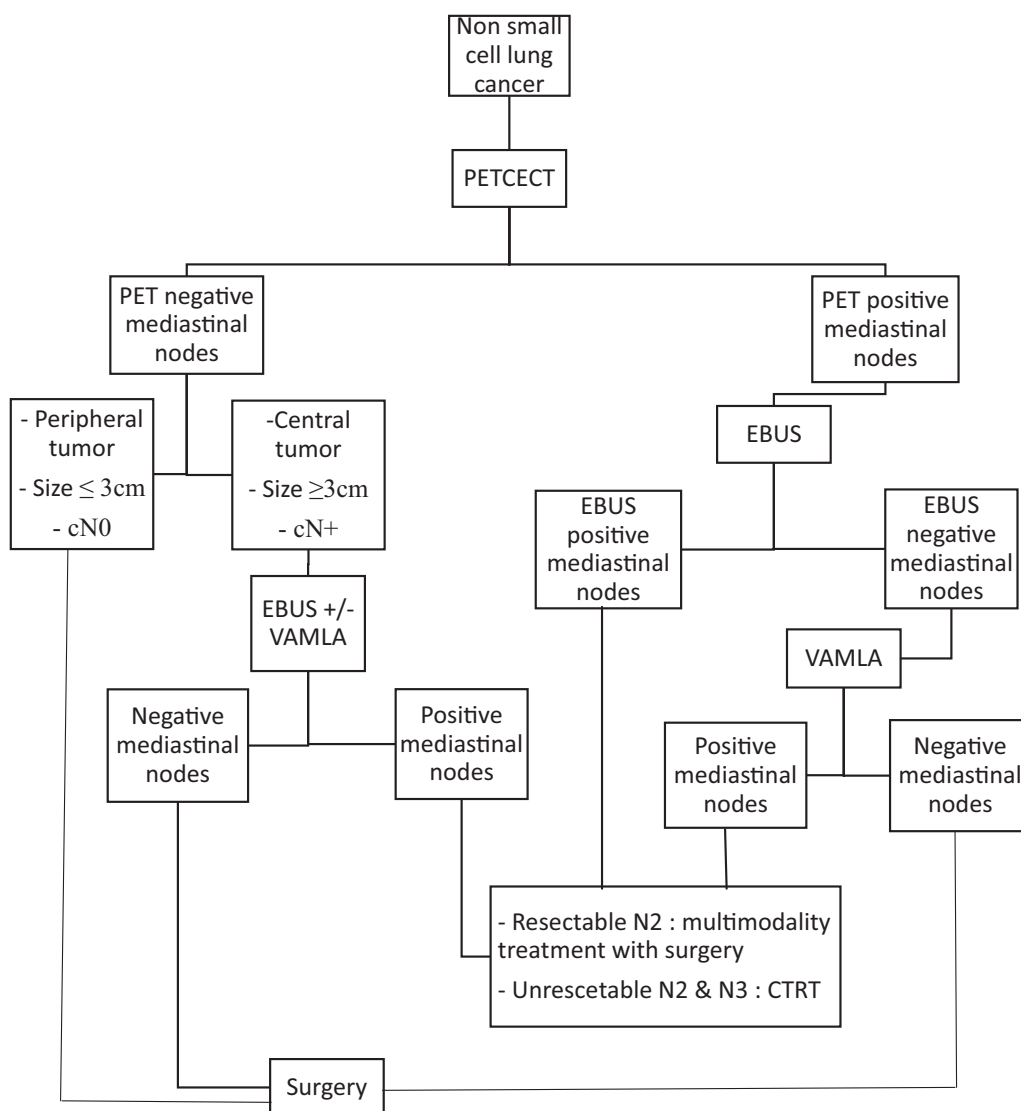 Non small
cell lung
cancer
PETCECT
PET negative
mediastinal
nodes
PET positive
mediastinal
nodes
- Peripheral
tumor
- Size ≤ 3cm
- cN0
-Central
tumor
- Size ≥3cm
- cN+
EBUS
EBUS
positive
mediastinal
nodes
EBUS
negative
mediastinal
nodes
EBUS +/-
VAMLA
VAMLA
Negative
mediastinal
nodes
Positive
mediastinal
nodes
Positive
mediastinal
nodes
Negative
mediastinal
nodes
- Resectable N2 : multimodality
treatment with surgery
- Unrescetable N2 & N3 : CTRT
Surgery